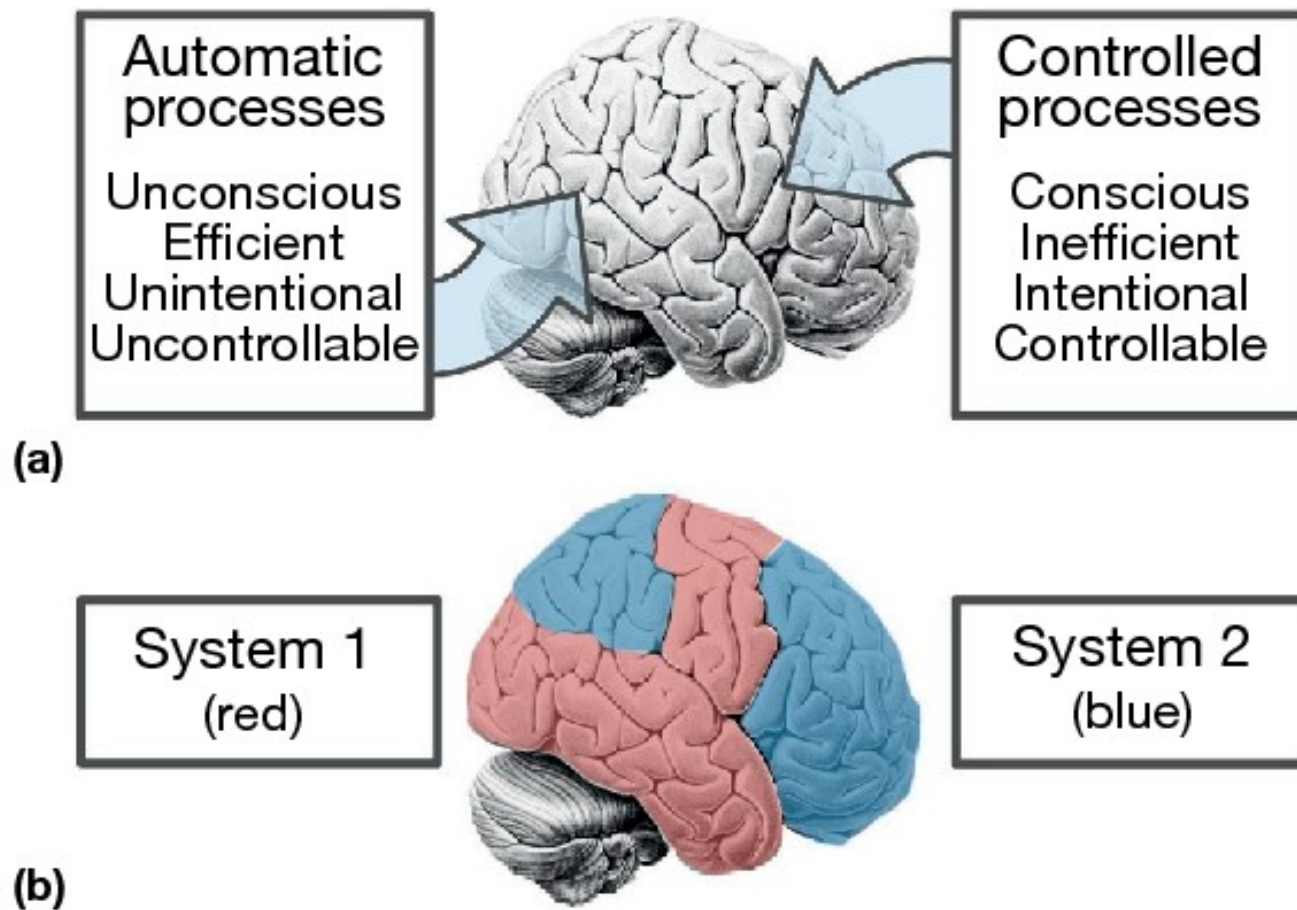 Automatic
processes
Unconscious
Efficient
Unintentional
Uncontrollable
Controlled
processes
Conscious
Inefficient
Intentional
Controllable
(a)
System 1
(red)
System 2
(blue)
(b)